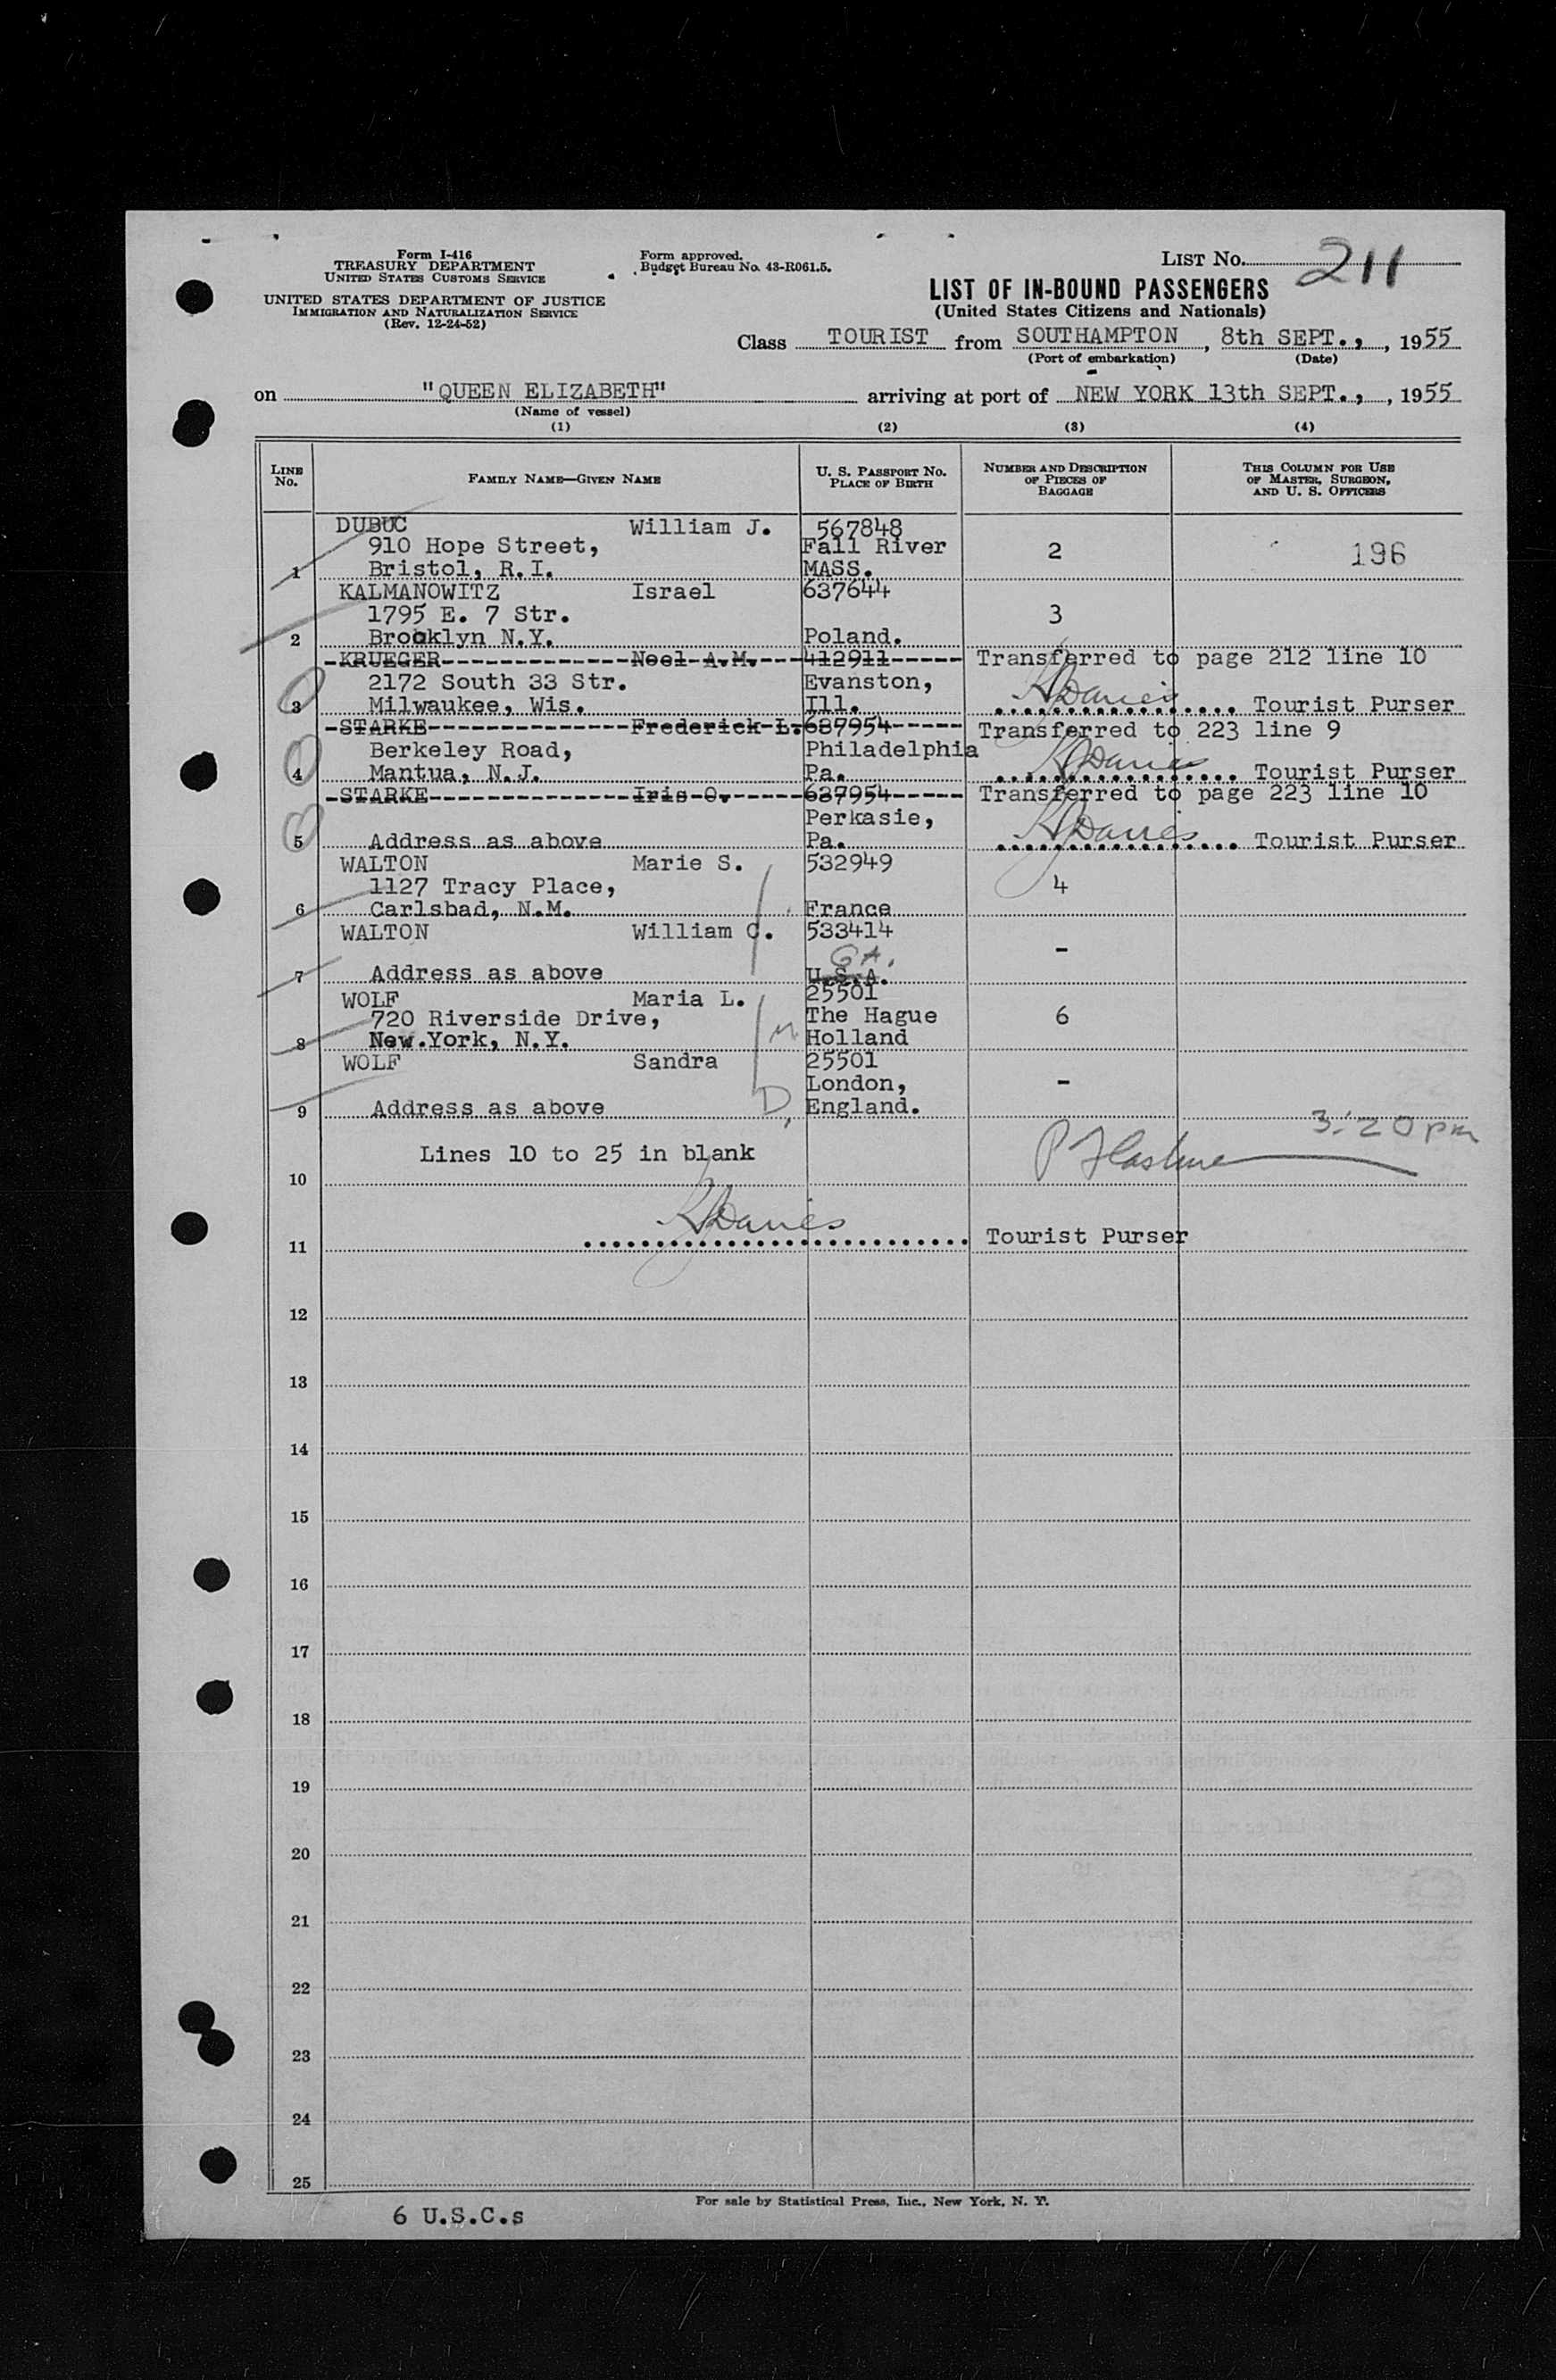 Form I-416
TREASURY DEPARTMENT
UNITED STATES CUSTOMS SERVICE
UNITED STATES DEPARTMENT OF JUSTICE
IMMIGRATION AND NATURALIZATION SERVICE
(Rev. 12-24-52)
Form approved.
Budget Bureau No. 43-R061.5.
LIST No. 211
LIST OF IN-BOUND PASSENGERS
(United States Citizens and Nationals)
Class TOURIST from SOUTHAMPTON, 8th SEPT., , 1955
(Port of embarkation) (Date)
on "QUEEN ELIZABETH" arriving at port of NEW YORK 13th SEPT., , 1955
(Name of vessel)
(1) (2) (3) (4)
LINE No. FAMILY NAME—GIVEN NAME U. S. PASSPORT No. PLACE OF BIRTH NUMBER AND DESCRIPTION OF PIECES OF BAGGAGE THIS COLUMN FOR USE OF MASTER, SURGEON, AND U. S. OFFICERS
DUBUC William J. 567848
910 Hope Street, Fall River 2 196
1 Bristol, R.I. MASS.
KALMANOWITZ Israel 637644
1795 E. 7 Str. 3
2 Brooklyn N.Y. Poland.
-KRUEGER-------------Noel A.M.---412911----- Transferred to page 212 line 10
2172 South 33 Str. Evanston,
3 Milwaukee, Wis. Ill. Davies Tourist Purser
-STARKE--------------Frederick L.687954----- Transferred to 223 line 9
Berkeley Road, Philadelphia
4 Mantua, N.J. Pa. Davies Tourist Purser
-STARKE--------------Iris O.-----637954----- Transferred to page 223 line 10
Perkasie,
5 Address as above Pa. Davies Tourist Purser
WALTON Marie S. 532949
1127 Tracy Place, 4
6 Carlsbad, N.M. France
WALTON William C. 533414
GA. -
7 Address as above U.S.A.
WOLF Maria L. 25501
720 Riverside Drive, The Hague 6
8 New York, N.Y. M Holland
WOLF Sandra 25501
London, -
9 Address as above D, England.
3:20 pm
Lines 10 to 25 in blank
10
Davies
11 Tourist Purser
12
13
14
15
16
17
18
19
20
21
22
23
24
25
For sale by Statistical Press, Inc., New York, N. Y.
6 U.S.C.s